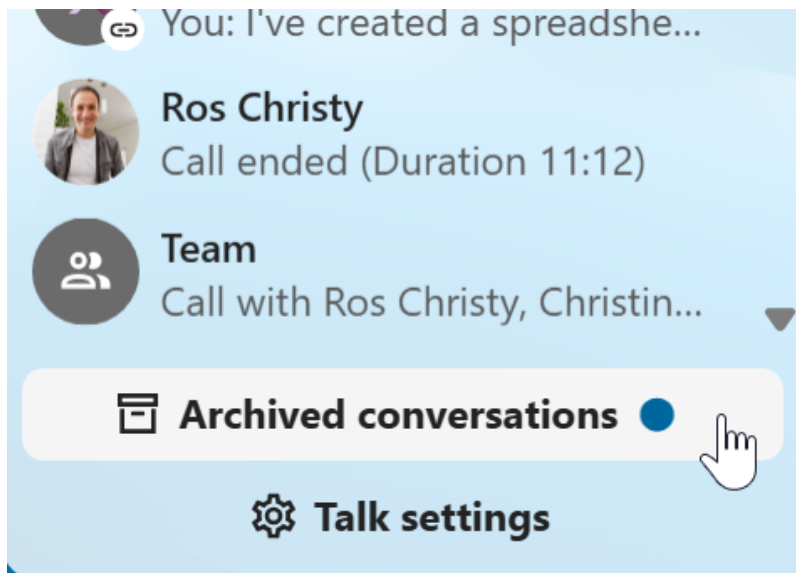 You: I've created a spreadshe...
Ros Christy
Call ended (Duration 11:12)
Team
Call with Ros Christy, Christin...
Archived conversations
Talk settings